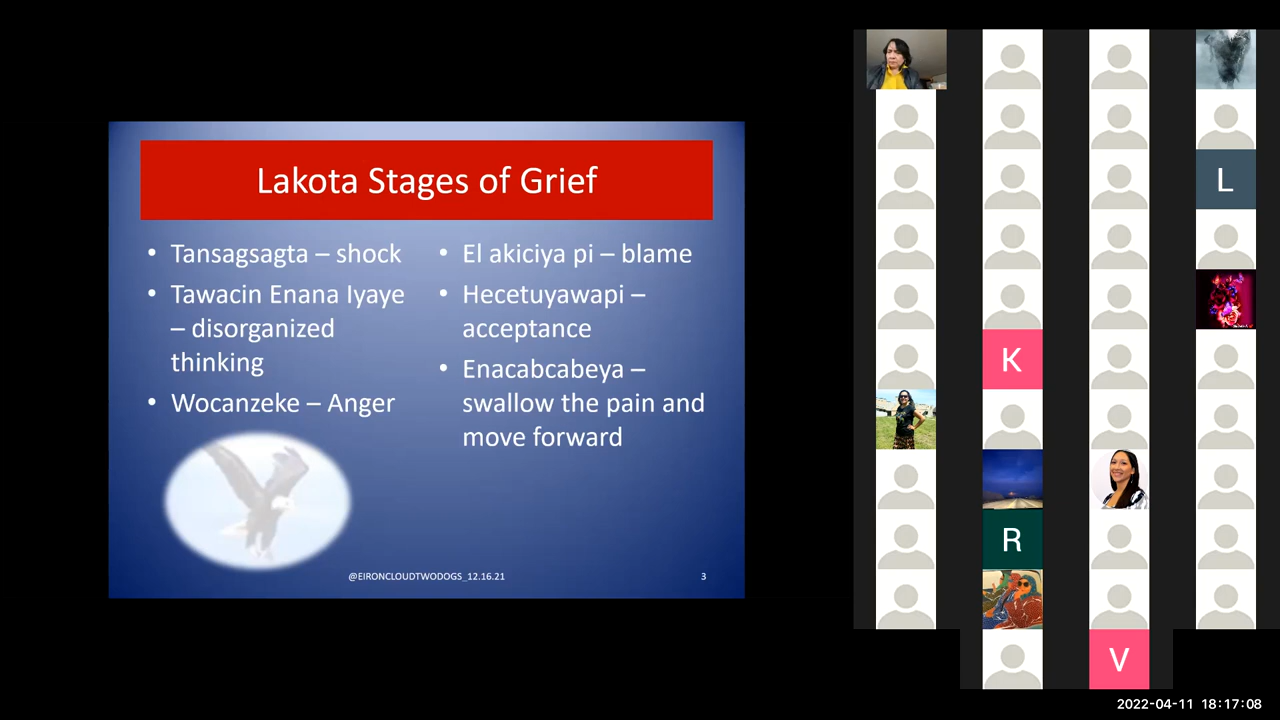 Lakota Stages of Grief
• Tansagsagta – shock
• Tawacin Enana Iyaye
– disorganized
thinking
• Wocanzeke – Anger
• El akiciya pi – blame
• Hecetuyawapi –
acceptance
• Enacabcabeya –
swallow the pain and
move forward
@EIRONCLOUDTWODOGS_12.16.21
3
L
K
R
V
2022-04-11 18:17:08